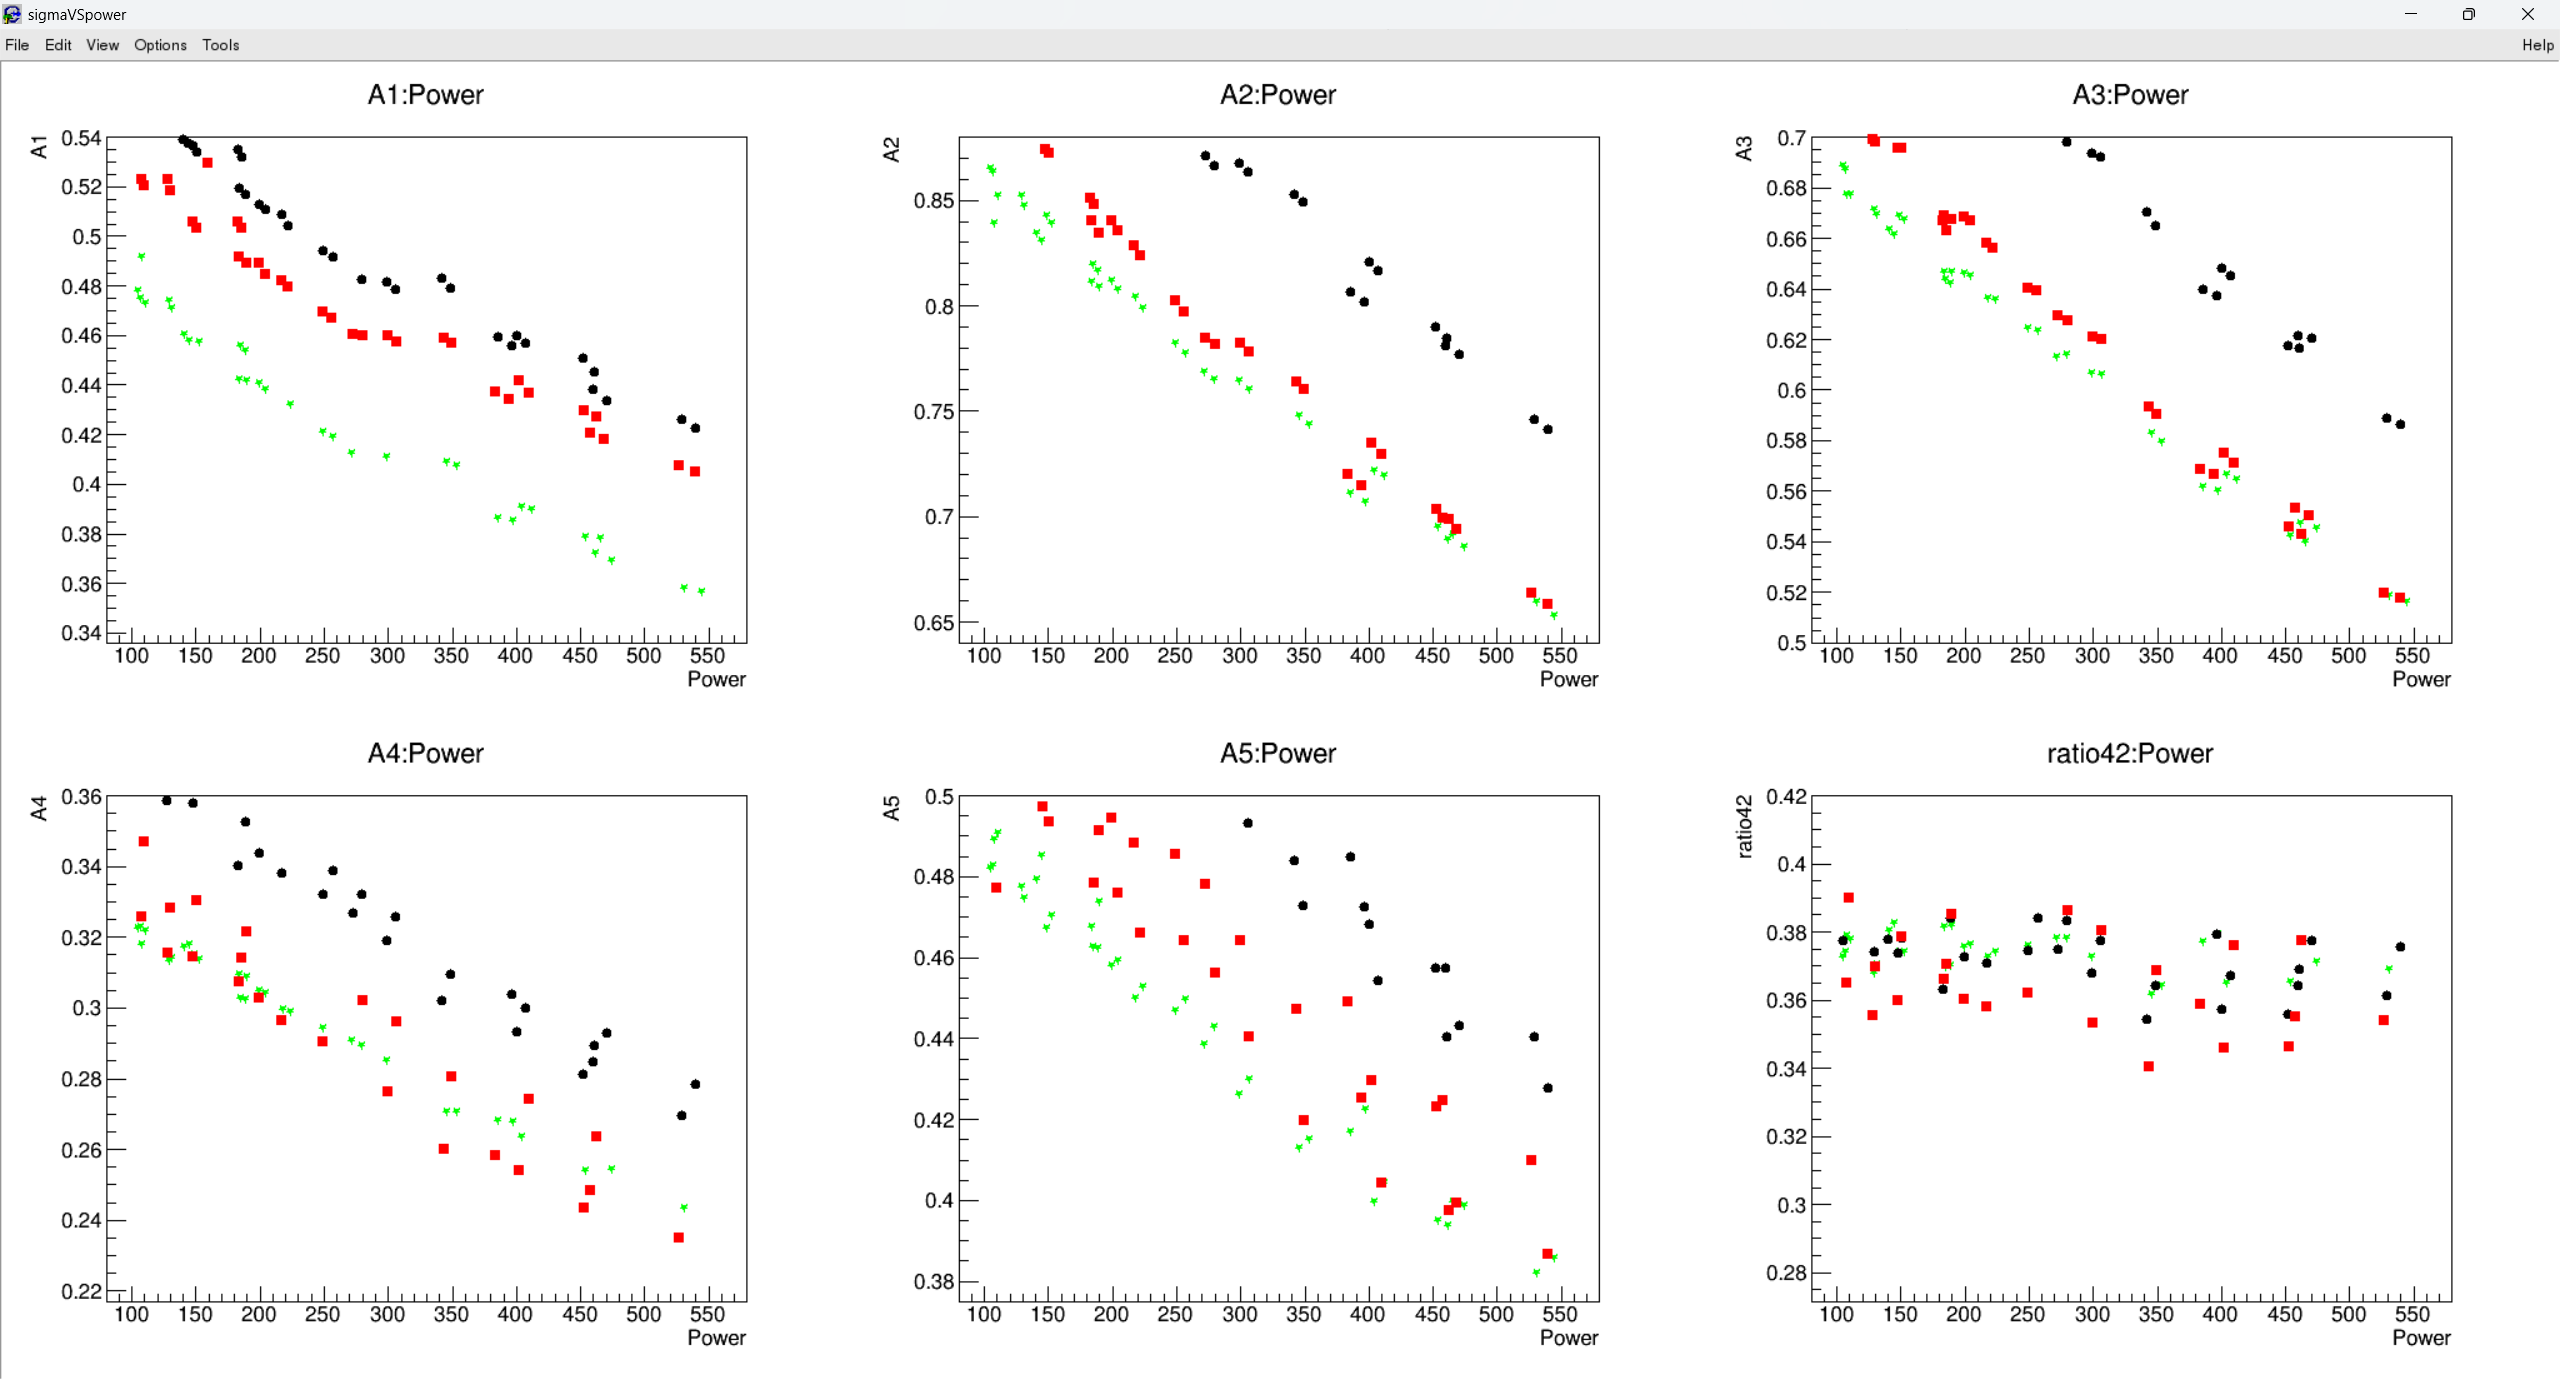 sigmaVSpower
File Edit View Options Tools Help
A1:Power
A1
0.54
0.52
0.5
0.48
0.46
0.44
0.42
0.4
0.38
0.36
0.34
100 150 200 250 300 350 400 450 500 550
Power
A2:Power
A2
0.85
0.8
0.75
0.7
0.65
100 150 200 250 300 350 400 450 500 550
Power
A3:Power
A3
0.7
0.68
0.66
0.64
0.62
0.6
0.58
0.56
0.54
0.52
0.5
100 150 200 250 300 350 400 450 500 550
Power
A4:Power
A4
0.36
0.34
0.32
0.3
0.28
0.26
0.24
0.22
100 150 200 250 300 350 400 450 500 550
Power
A5:Power
A5
0.5
0.48
0.46
0.44
0.42
0.4
0.38
100 150 200 250 300 350 400 450 500 550
Power
ratio42:Power
ratio42
0.42
0.4
0.38
0.36
0.34
0.32
0.3
0.28
100 150 200 250 300 350 400 450 500 550
Power